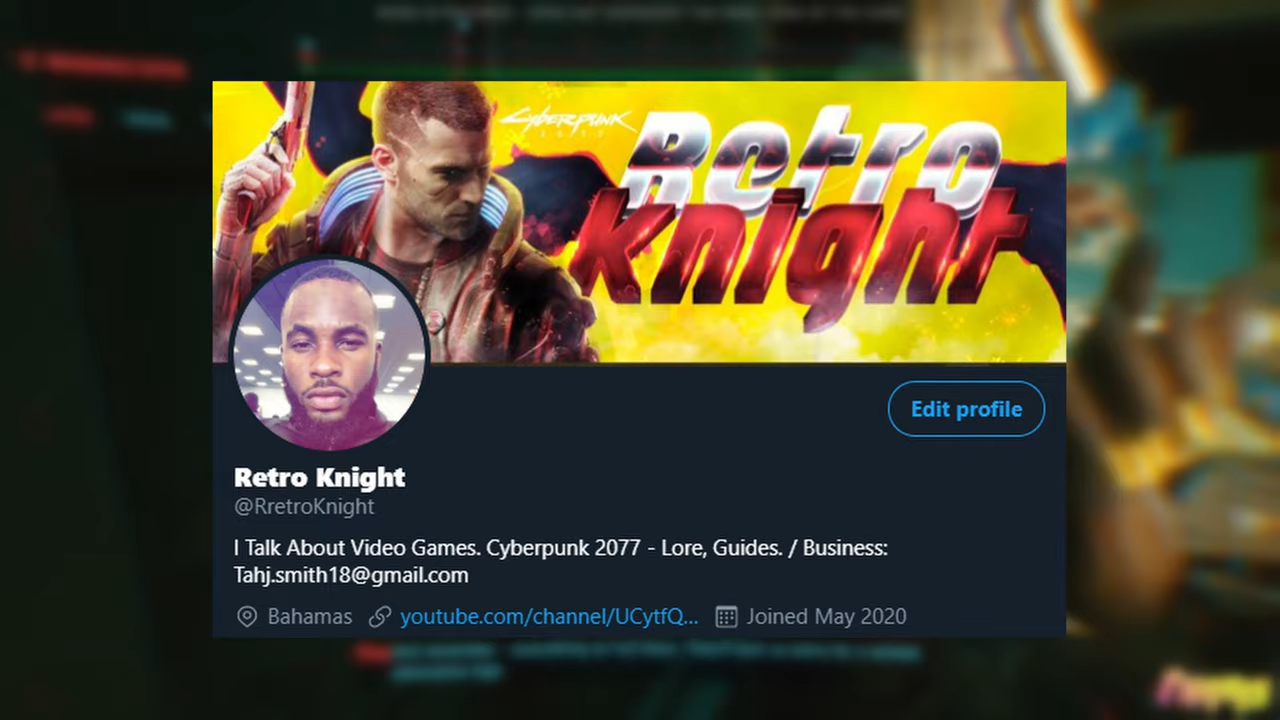 CYBERPUNK
2077
Retro
Knight
Edit profile
Retro Knight
@RretroKnight
I Talk About Video Games. Cyberpunk 2077 - Lore, Guides. / Business:
Tahj.smith18@gmail.com
Bahamas youtube.com/channel/UCytfQ... Joined May 2020